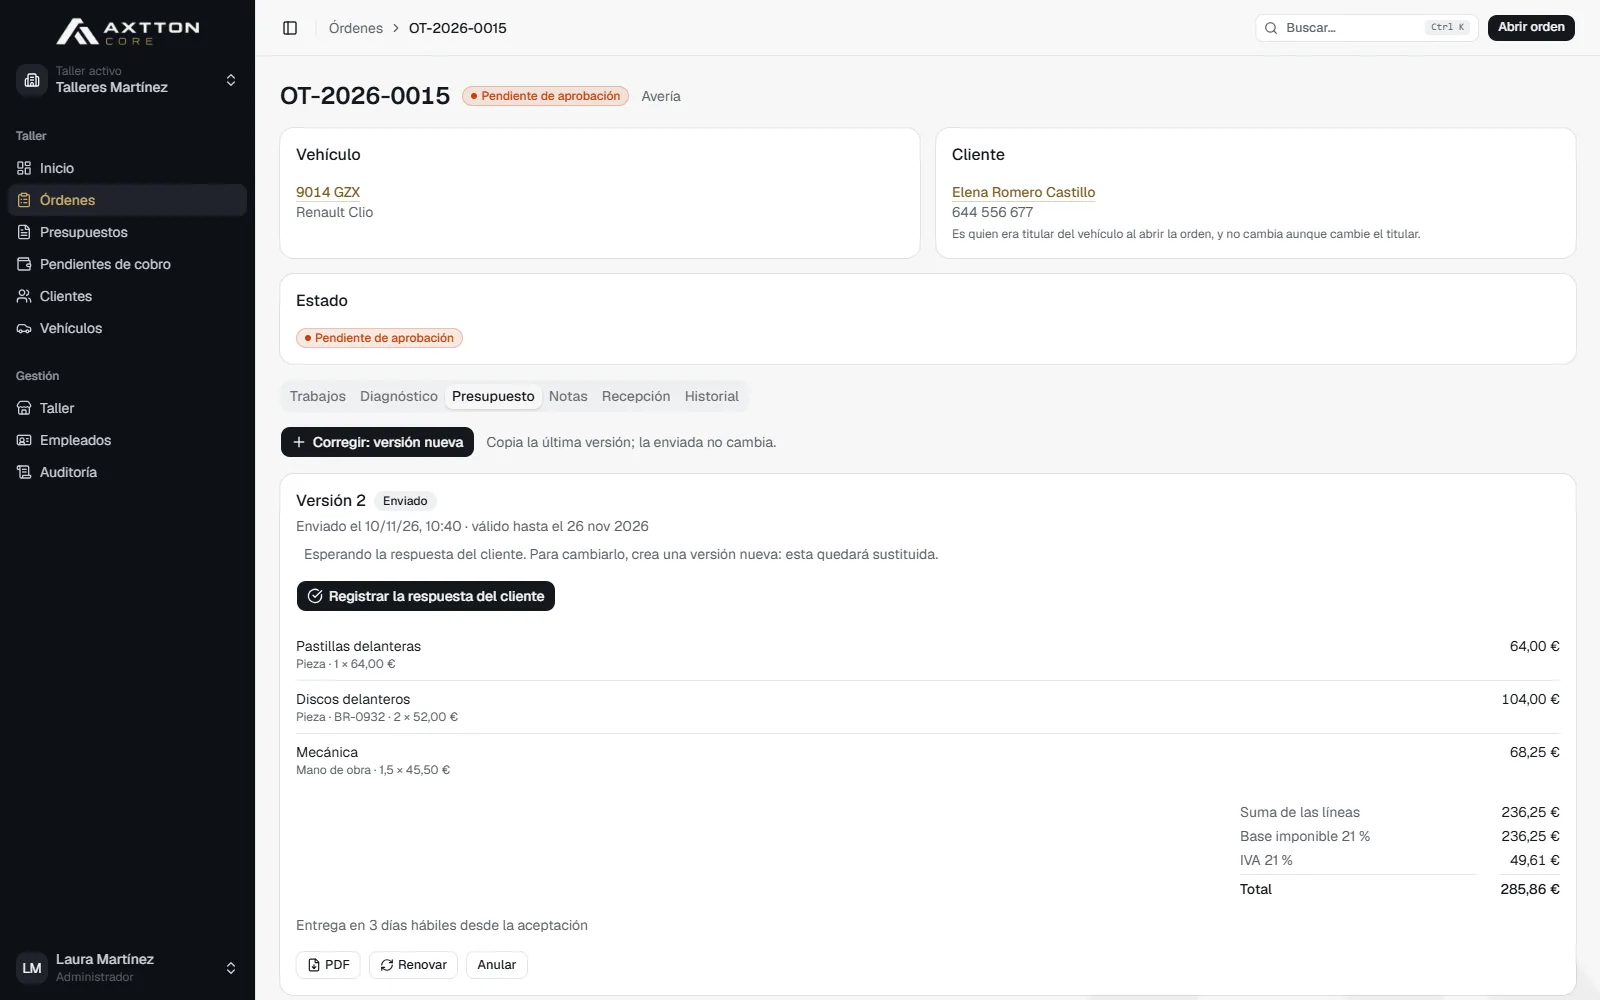 AXTTON
CORE
Taller activo
Talleres Martínez
Taller
Inicio
Órdenes
Presupuestos
Pendientes de cobro
Clientes
Vehículos
Gestión
Taller
Empleados
Auditoría
LM
Laura Martínez
Administrador
Órdenes > OT-2026-0015
Buscar... Ctrl K
Abrir orden
OT-2026-0015 Pendiente de aprobación Avería
Vehículo
9014 GZX
Renault Clio
Cliente
Elena Romero Castillo
644 556 677
Es quien era titular del vehículo al abrir la orden, y no cambia aunque cambie el titular.
Estado
Pendiente de aprobación
Trabajos Diagnóstico Presupuesto Notas Recepción Historial
+ Corregir: versión nueva Copia la última versión; la enviada no cambia.
Versión 2 Enviado
Enviado el 10/11/26, 10:40 · válido hasta el 26 nov 2026
Esperando la respuesta del cliente. Para cambiarlo, crea una versión nueva: esta quedará sustituida.
Registrar la respuesta del cliente
Pastillas delanteras 64,00 €
Pieza · 1 × 64,00 €
Discos delanteros 104,00 €
Pieza · BR-0932 · 2 × 52,00 €
Mecánica 68,25 €
Mano de obra · 1,5 × 45,50 €
Suma de las líneas 236,25 €
Base imponible 21 % 236,25 €
IVA 21 % 49,61 €
Total 285,86 €
Entrega en 3 días hábiles desde la aceptación
PDF Renovar Anular